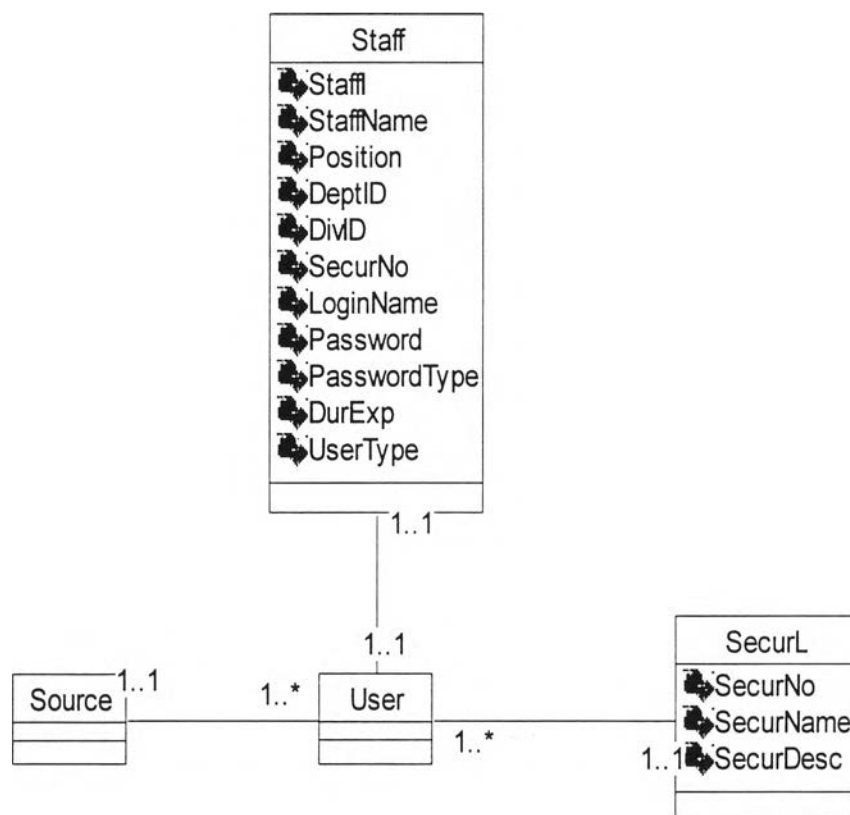 Staff
StaffI
StaffName
Position
DeptID
DivID
SecurNo
LoginName
Password
PasswordType
DurExp
UserType
1..1
1..1
Source
1..1
1..*
User
1..*
SecurL
SecurNo
SecurName
SecurDesc
1..1